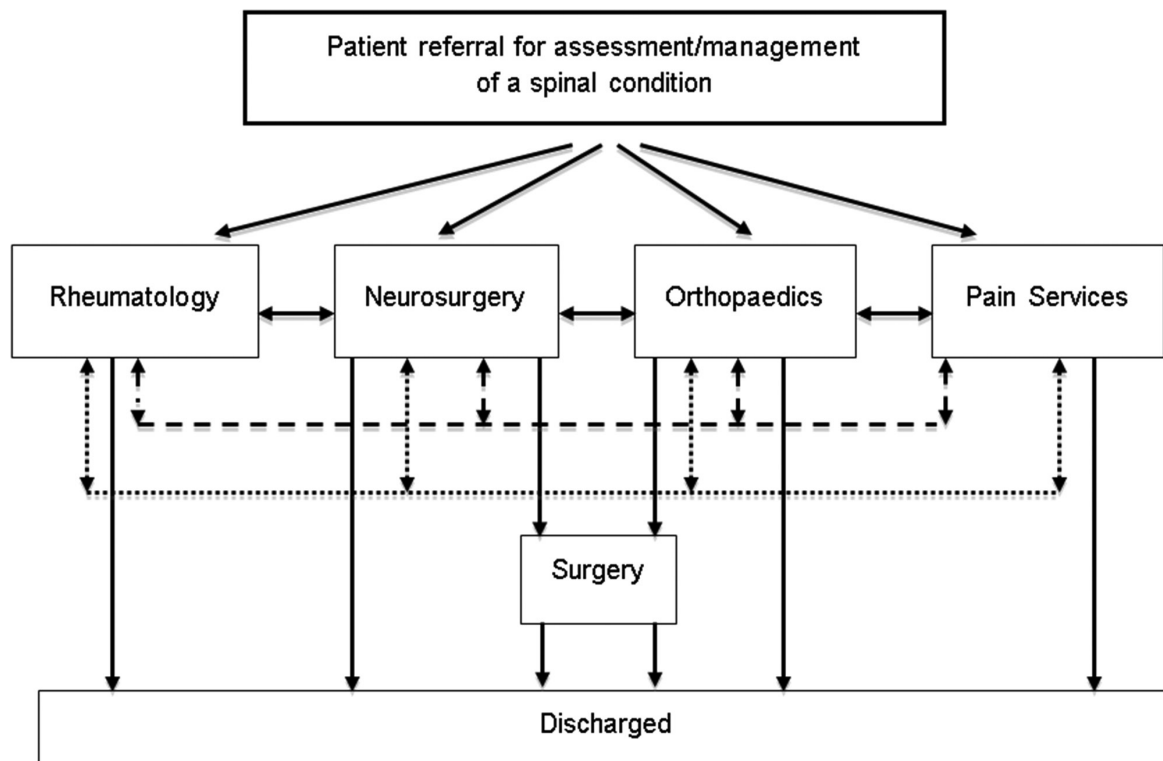 Patient referral for assessment/management
of a spinal condition
Rheumatology
Neurosurgery
Orthopaedics
Pain Services
Surgery
Discharged